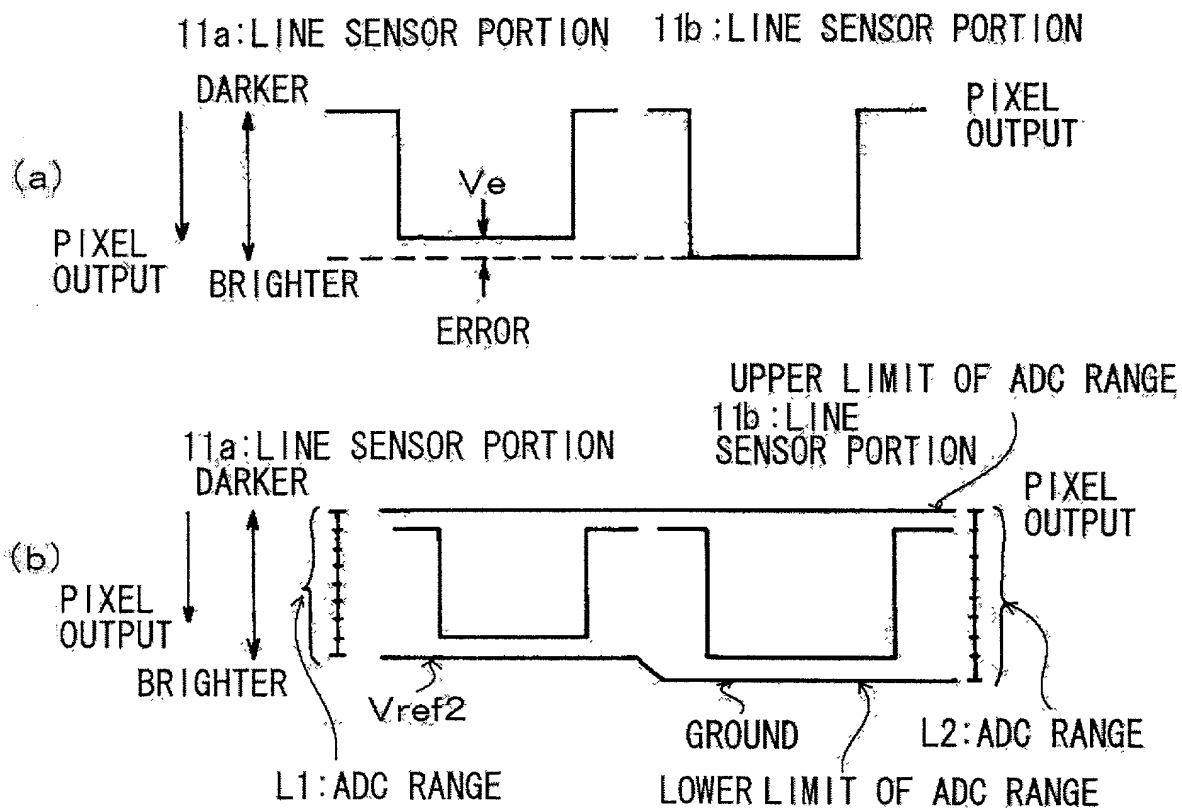 11a:LINE SENSOR PORTION 11b:LINE SENSOR PORTION
DARKER
PIXEL
OUTPUT
(a)
Ve
PIXEL
OUTPUT
BRIGHTER
ERROR
UPPER LIMIT OF ADC RANGE
11b:LINE
SENSOR PORTION
11a:LINE SENSOR PORTION
DARKER
PIXEL
OUTPUT
(b)
PIXEL
OUTPUT
BRIGHTER
Vref2
GROUND
L2:ADC RANGE
L1:ADC RANGE
LOWER LIMIT OF ADC RANGE